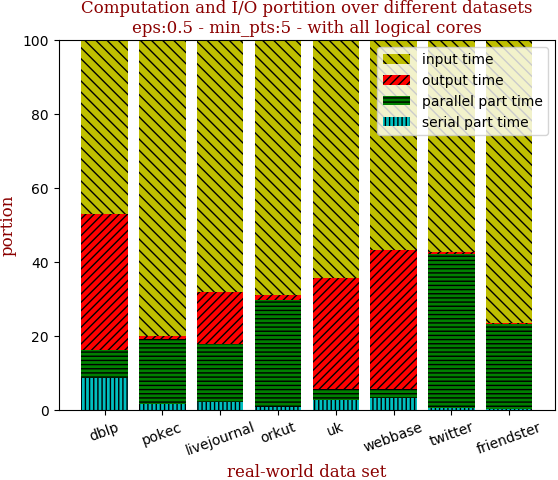 Computation and I/O portition over different datasets
eps:0.5 - min_pts:5 - with all logical cores
100
80
60
40
20
0
portion
input time
output time
parallel part time
serial part time
dblp
pokec
livejournal
orkut
uk
webbase
twitter
friendster
real-world data set